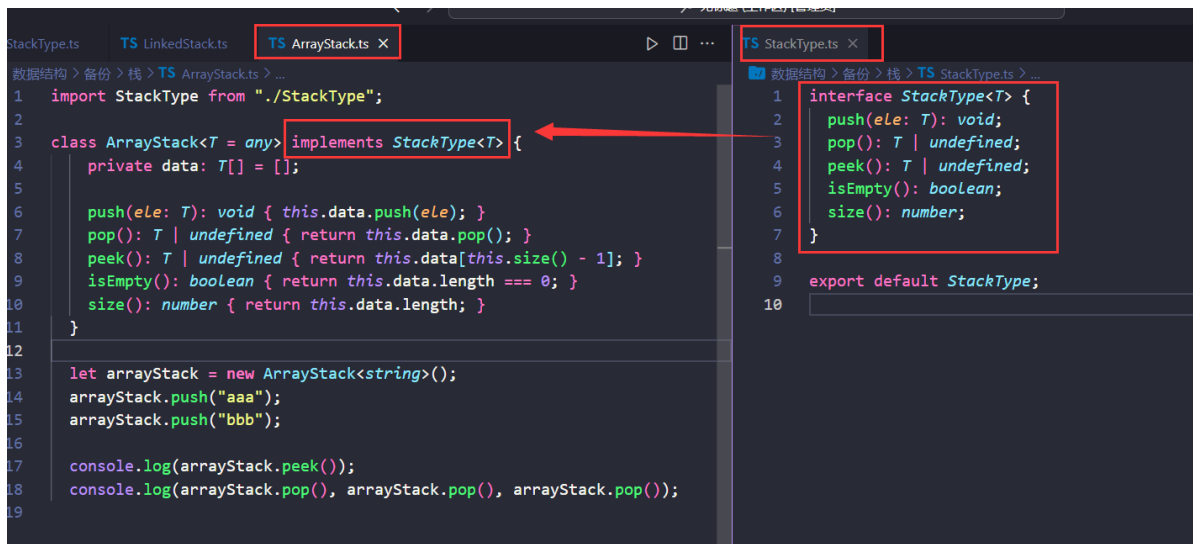 StackType.ts
TS LinkedStack.ts
TS ArrayStack.ts ×
数据结构 > 备份 > 栈 > TS ArrayStack.ts > ...
1 import StackType from "./StackType";
2
3 class ArrayStack<T = any> implements StackType<T> {
4 private data: T[] = [];
5
6 push(ele: T): void { this.data.push(ele); }
7 pop(): T | undefined { return this.data.pop(); }
8 peek(): T | undefined { return this.data[this.size() - 1]; }
9 isEmpty(): boolean { return this.data.length === 0; }
10 size(): number { return this.data.length; }
11 }
12
13 let arrayStack = new ArrayStack<string>();
14 arrayStack.push("aaa");
15 arrayStack.push("bbb");
16
17 console.log(arrayStack.peek());
18 console.log(arrayStack.pop(), arrayStack.pop(), arrayStack.pop());
19
TS StackType.ts ×
数据结构 > 备份 > 栈 > TS StackType.ts > ...
1 interface StackType<T> {
2 push(ele: T): void;
3 pop(): T | undefined;
4 peek(): T | undefined;
5 isEmpty(): boolean;
6 size(): number;
7 }
8
9 export default StackType;
10